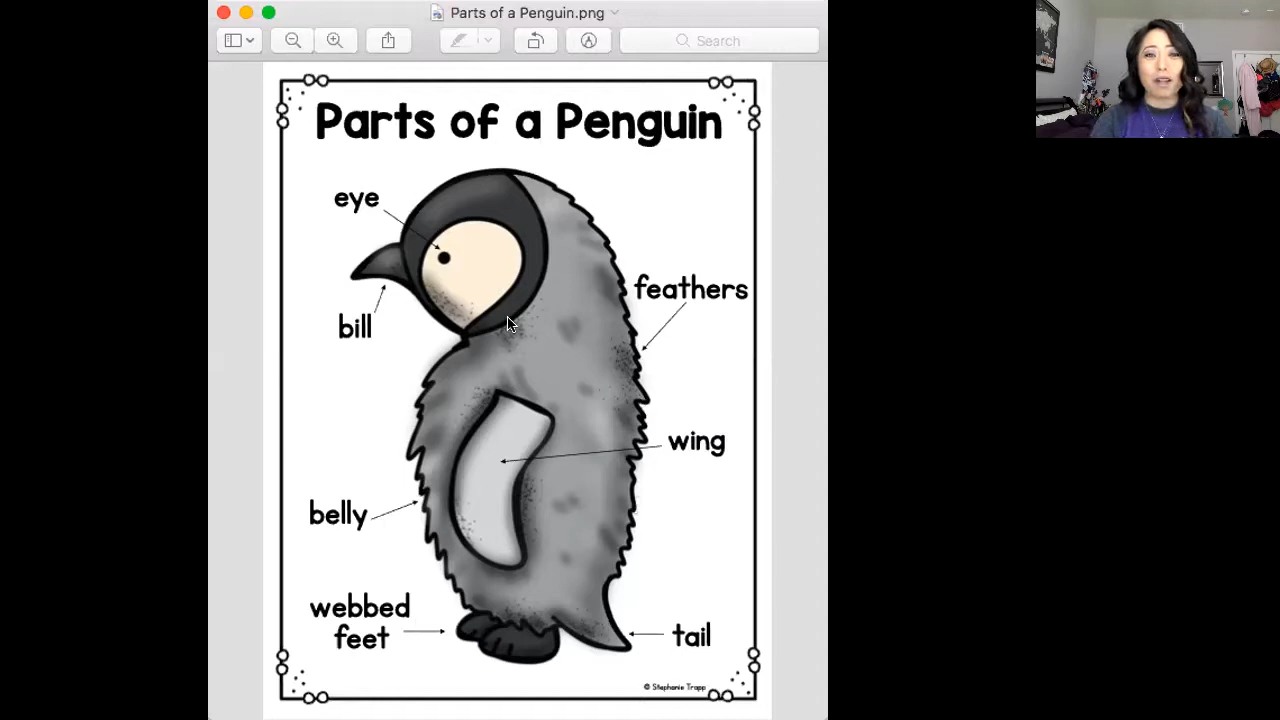 Parts of a Penguin.png
Search
Parts of a Penguin
eye
feathers
bill
wing
belly
webbed
feet
tail
© Stephanie Trapp